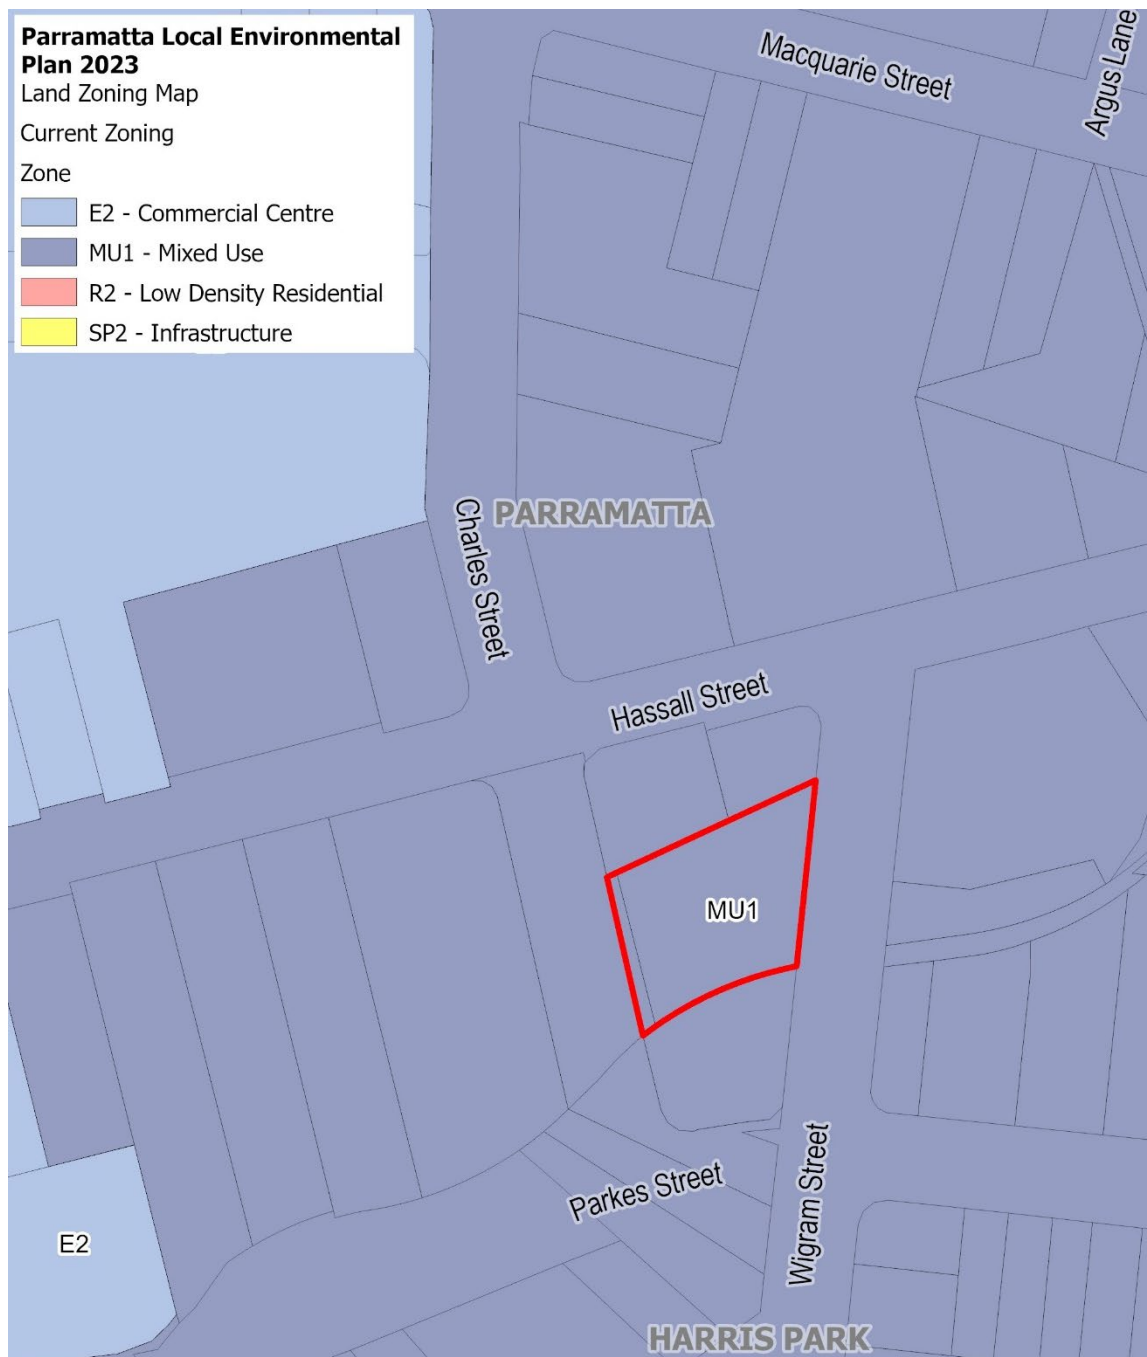 Parramatta Local Environmental
Plan 2023
Land Zoning Map
Current Zoning
Zone
E2 - Commercial Centre
MU1 - Mixed Use
R2 - Low Density Residential
SP2 - Infrastructure
Macquarie Street
Argus Lane
Charles Street
PARRAMATTA
Hassall Street
MU1
Parkes Street
Wigram Street
E2
HARRIS PARK